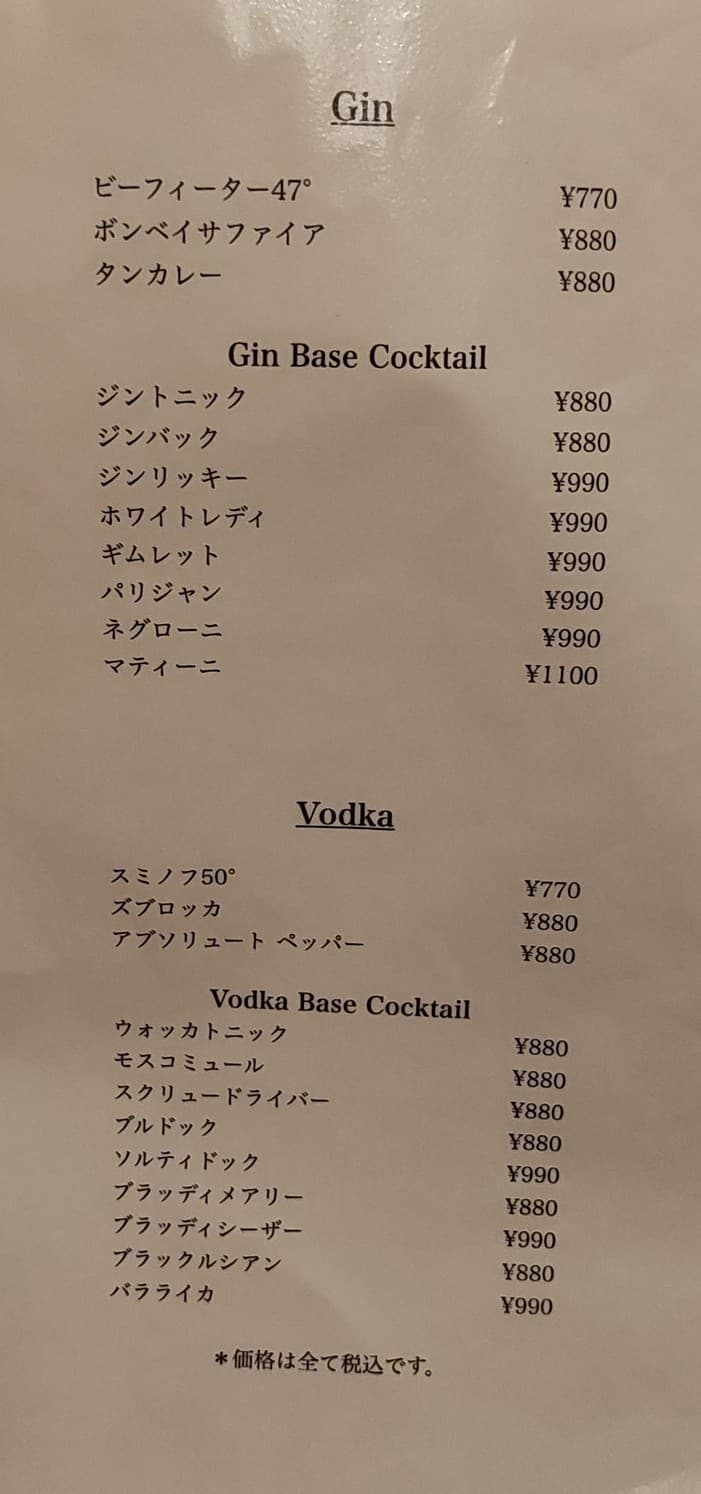 Gin
ビーフィーター47° ¥770
ボンベイサファイア ¥880
タンカレー ¥880
Gin Base Cocktail
ジントニック ¥880
ジンバック ¥880
ジンリッキー ¥990
ホワイトレディ ¥990
ギムレット ¥990
パリジャン ¥990
ネグローニ ¥990
マティーニ ¥1100
Vodka
スミノフ50° ¥770
ズブロッカ ¥880
アブソリュート ペッパー ¥880
Vodka Base Cocktail
ウォッカトニック ¥880
モスコミュール ¥880
スクリュードライバー ¥880
ブルドック ¥880
ソルティドック ¥990
ブラッディメアリー ¥880
ブラッディシーザー ¥990
ブラックルシアン ¥880
バラライカ ¥990
＊価格は全て税込です。